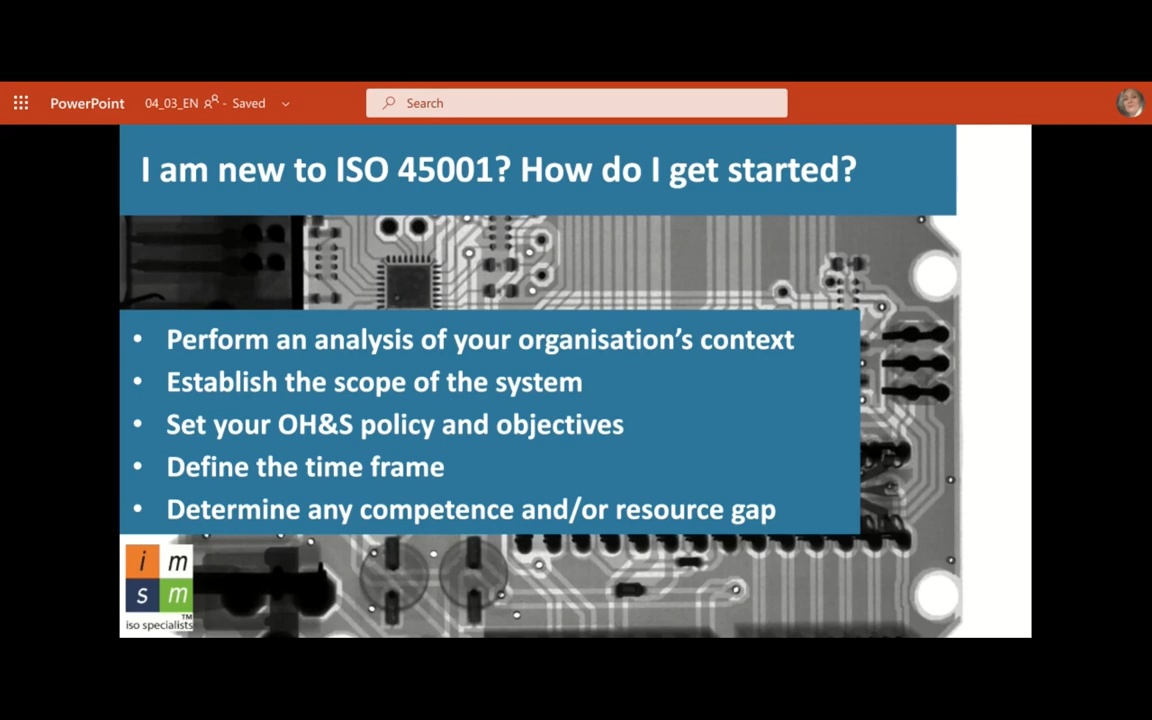 PowerPoint 04_03_EN - Saved Search
I am new to ISO 45001? How do I get started?
• Perform an analysis of your organisation's context
• Establish the scope of the system
• Set your OH&S policy and objectives
• Define the time frame
• Determine any competence and/or resource gap
i m
s m
TM
iso specialists